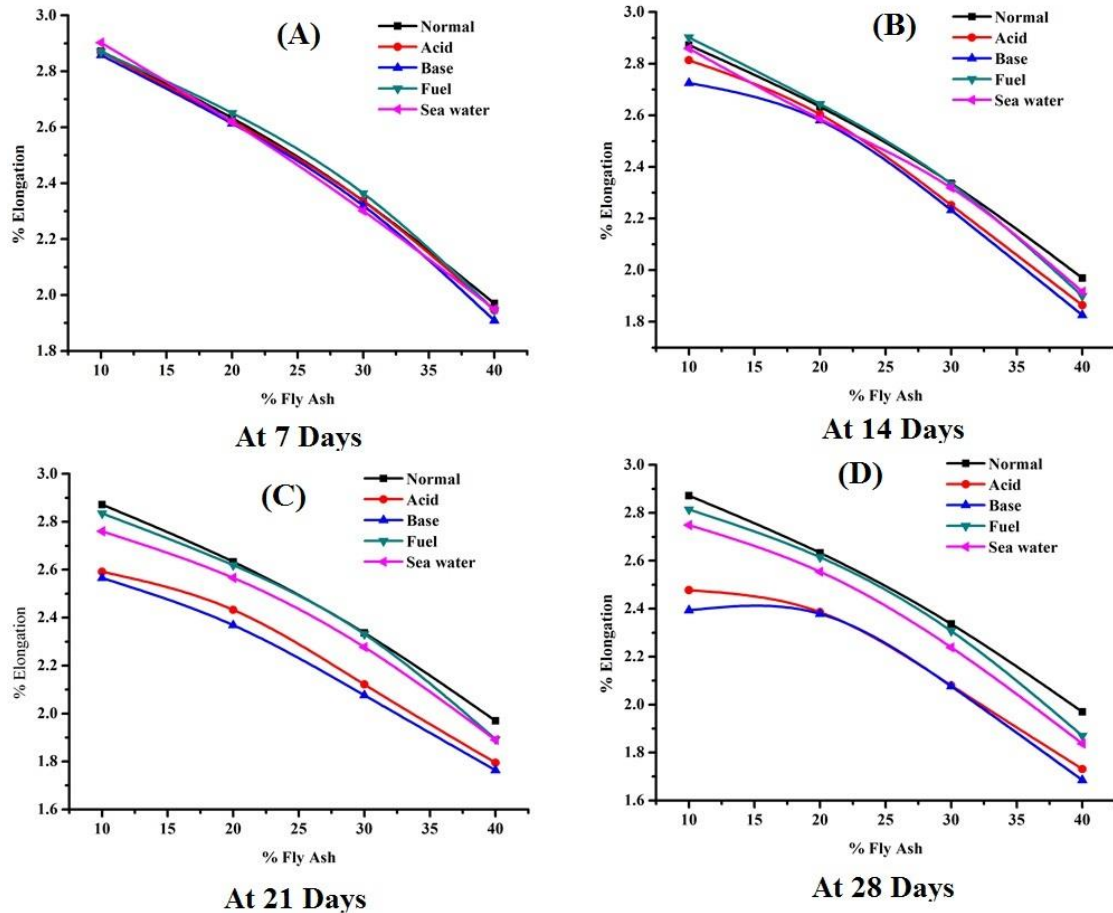 (A)
Normal
Acid
Base
Fuel
Sea water
% Elongation
3.0
2.8
2.6
2.4
2.2
2.0
1.8
10 15 20 25 30 35 40
% Fly Ash
At 7 Days
(B)
Normal
Acid
Base
Fuel
Sea water
% Elongation
3.0
2.8
2.6
2.4
2.2
2.0
1.8
10 15 20 25 30 35 40
% Fly Ash
At 14 Days
(C)
Normal
Acid
Base
Fuel
Sea water
% Elongation
3.0
2.8
2.6
2.4
2.2
2.0
1.8
1.6
10 15 20 25 30 35 40
% Fly Ash
At 21 Days
(D)
Normal
Acid
Base
Fuel
Sea water
% Elongation
3.0
2.8
2.6
2.4
2.2
2.0
1.8
1.6
10 15 20 25 30 35 40
% Fly Ash
At 28 Days